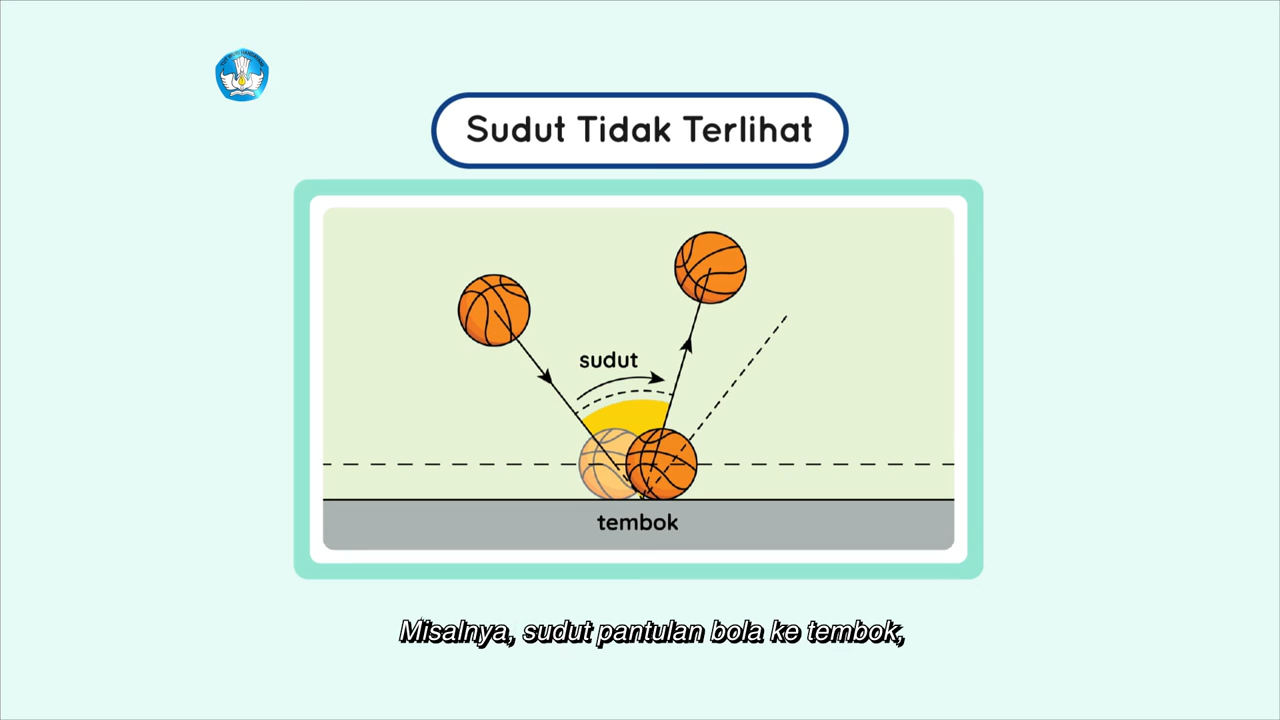 Sudut Tidak Terlihat
sudut
tembok
Misalnya, sudut pantulan bola ke tembok,